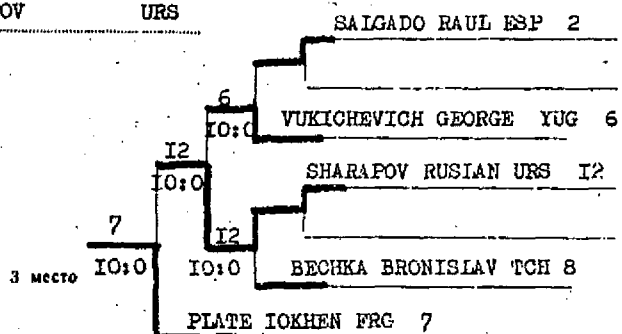 OV URS
SALGADO RAUL ESP 2
6
IO:0
VUKICHEVICH GEORGE YUG 6
I2
IO:0
SHARAPOV RUSIAN URS I2
7
IO:0
I2
IO:0
3 место
BECHKA BRONISLAV TCH 8
PLATE IOKHEN FRG 7